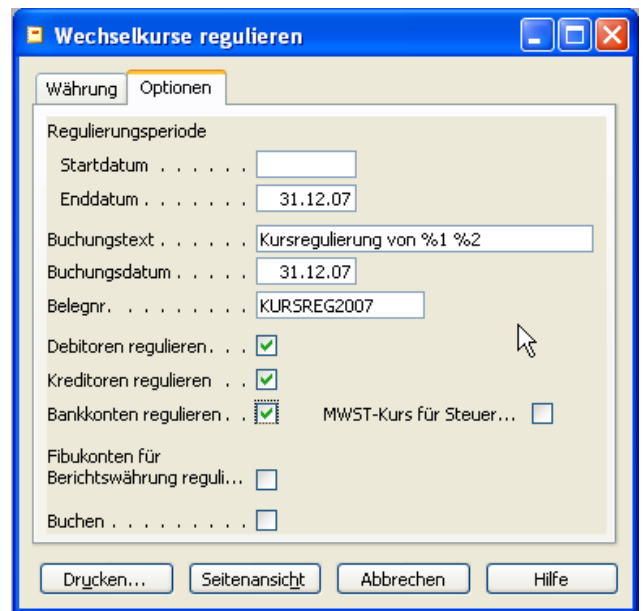 Wechselkurse regulieren
Währung Optionen
Regulierungsperiode
Startdatum . . . . . .
Enddatum . . . . . . . 31.12.07
Buchungstext . . . . . . Kursregulierung von %1 %2
Buchungsdatum . . . . . 31.12.07
Belegnr. . . . . . . . . KURSREG2007
Debitoren regulieren. . .
Kreditoren regulieren . .
Bankkonten regulieren. . MWST-Kurs für Steuer...
Fibukonten für
Berichtswährung reguli...
Buchen . . . . . . . . .
Drucken... Seitenansicht Abbrechen Hilfe